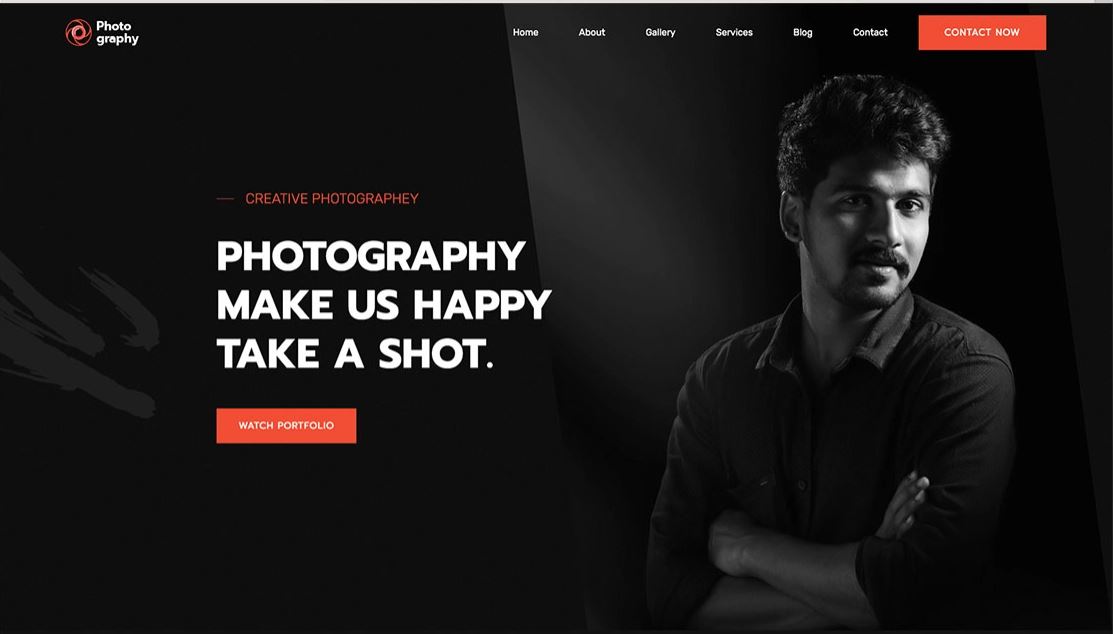 Photo
graphy
Home About Gallery Services Blog Contact CONTACT NOW
CREATIVE PHOTOGRAPHEY
PHOTOGRAPHY
MAKE US HAPPY
TAKE A SHOT.
WATCH PORTFOLIO